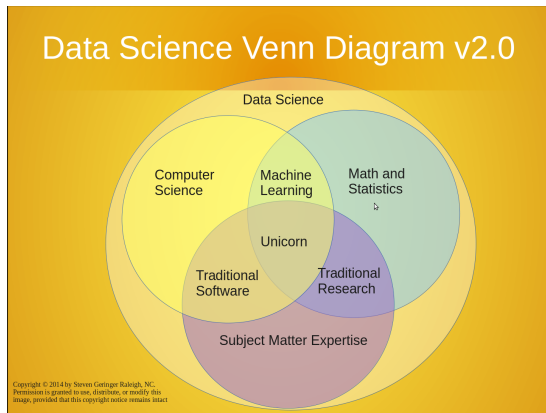 Data Science Venn Diagram v2.0
Data Science
Computer
Science
Machine
Learning
Math and
Statistics
Unicorn
Traditional
Software
Traditional
Research
Subject Matter Expertise
Copyright © 2014 by Steven Geringer Raleigh, NC.
Permission is granted to use, distribute, or modify this
image, provided that this copyright notice remains intact